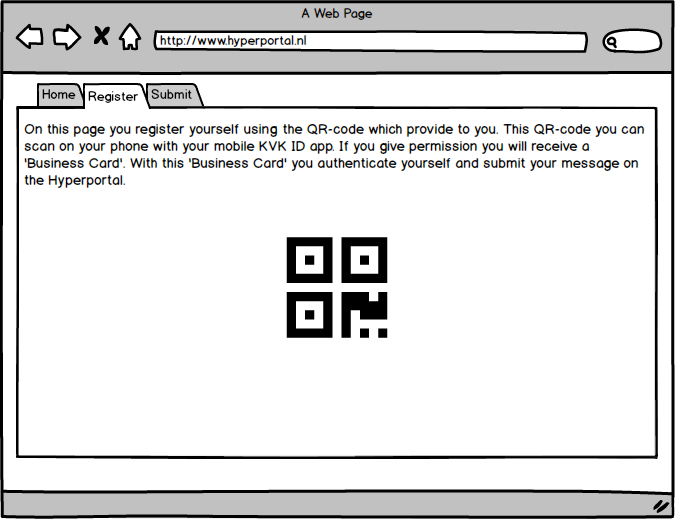 A Web Page
http://www.hyperportal.nl
Home Register Submit
On this page you register yourself using the QR-code which provide to you. This QR-code you can
scan on your phone with your mobile KVK ID app. If you give permission you will receive a
'Business Card'. With this 'Business Card' you authenticate yourself and submit your message on
the Hyperportal.